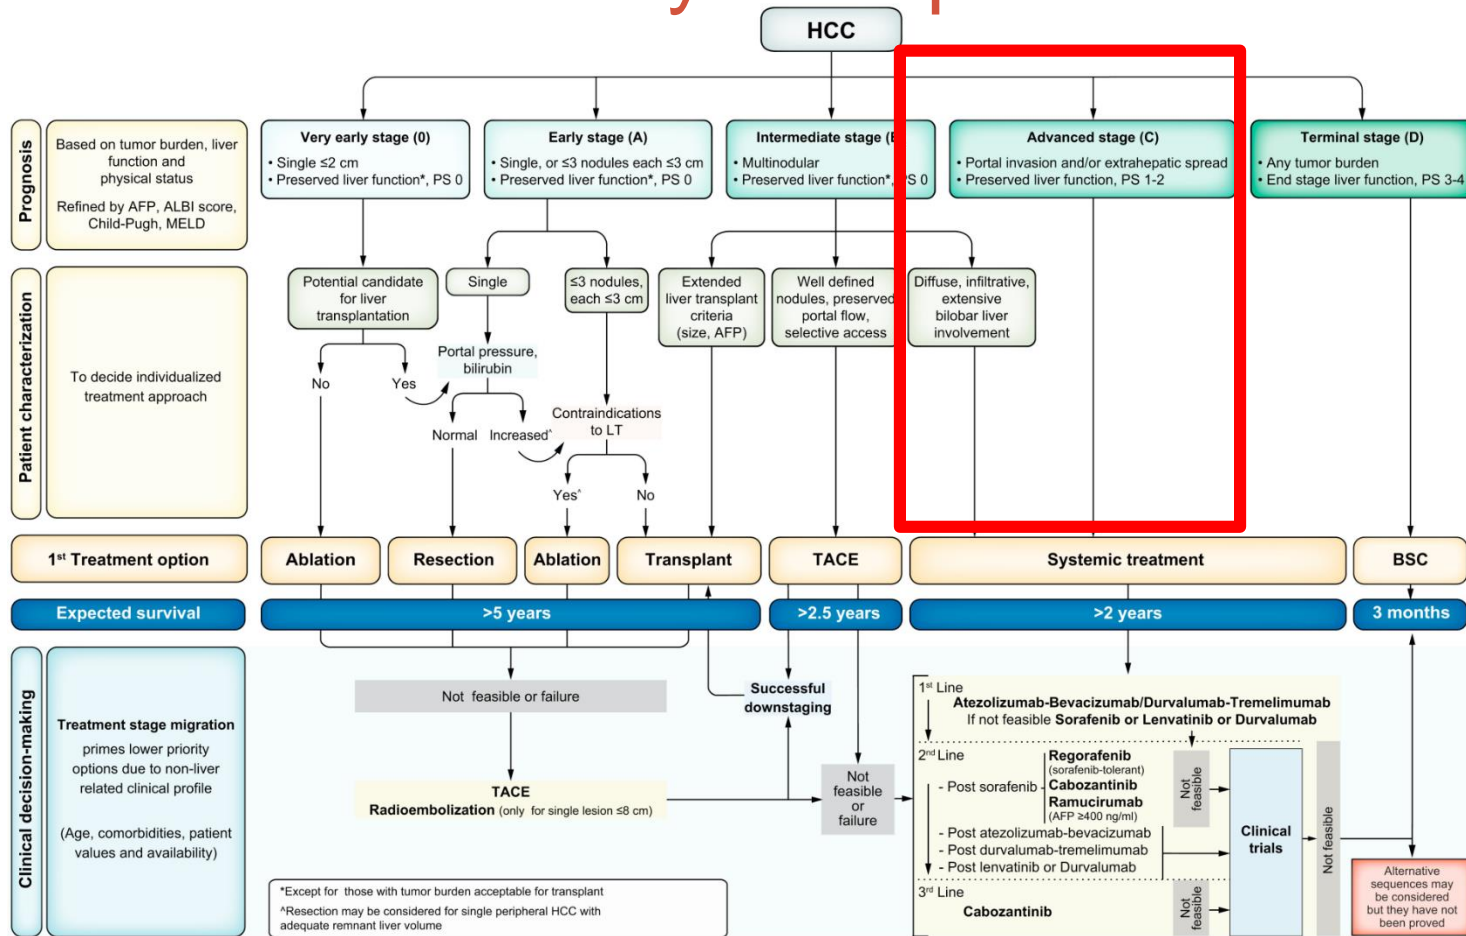 HCC
Prognosis
Based on tumor burden, liver
function and
physical status
Refined by AFP, ALBI score,
Child-Pugh, MELD
Very early stage (0)
• Single ≤2 cm
• Preserved liver function*, PS 0
Early stage (A)
• Single, or ≤3 nodules each ≤3 cm
• Preserved liver function*, PS 0
Intermediate stage (
• Multinodular
• Preserved liver function*, PS 0
Advanced stage (C)
• Portal invasion and/or extrahepatic spread
• Preserved liver function, PS 1-2
Terminal stage (D)
• Any tumor burden
• End stage liver function, PS 3-4
Patient characterization
To decide individualized
treatment approach
Potential candidate
for liver
transplantation
Single
≤3 nodules,
each ≤3 cm
Extended
liver transplant
criteria
(size, AFP)
Well defined
nodules, preserved
portal flow,
selective access
Diffuse, infiltrative,
extensive
bilobar liver
involvement
No
Yes
Portal pressure,
bilirubin
Normal
Increased^
Contraindications
to LT
Yes^
No
1st Treatment option
Ablation
Resection
Ablation
Transplant
TACE
Systemic treatment
BSC
Expected survival
>5 years
>2.5 years
>2 years
3 months
Clinical decision-making
Treatment stage migration
primes lower priority
options due to non-liver
related clinical profile
(Age, comorbidities, patient
values and availability)
Not feasible or failure
TACE
Radioembolization (only for single lesion ≤8 cm)
Successful
downstaging
Not
feasible
or
failure
1st Line
Atezolizumab-Bevacizumab/Durvalumab-Tremelimumab
If not feasible Sorafenib or Lenvatinib or Durvalumab
2nd Line
- Post sorafenib
Regorafenib
(sorafenib-tolerant)
Cabozantinib
Ramucirumab
(AFP ≥400 ng/ml)
- Post atezolizumab-bevacizumab
- Post durvalumab-tremelimumab
- Post lenvatinib or Durvalumab
3rd Line
Cabozantinib
Not
feasible
Not
feasible
Clinical
trials
Not feasible
Alternative
sequences may
be considered
but they have not
been proved
*Except for those with tumor burden acceptable for transplant
^Resection may be considered for single peripheral HCC with
adequate remnant liver volume